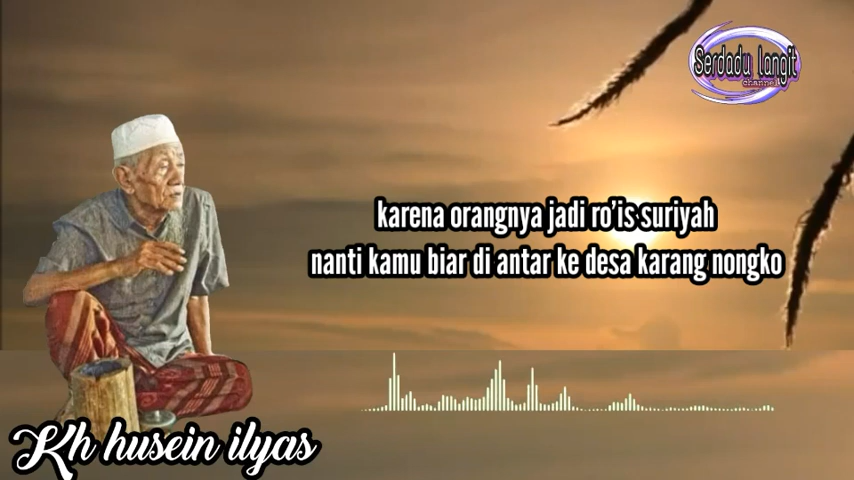 Serdadu langit
channel
karena orangnya jadi ro'is suriyah
nanti kamu biar di antar ke desa karang nongko
Kh husein ilyas